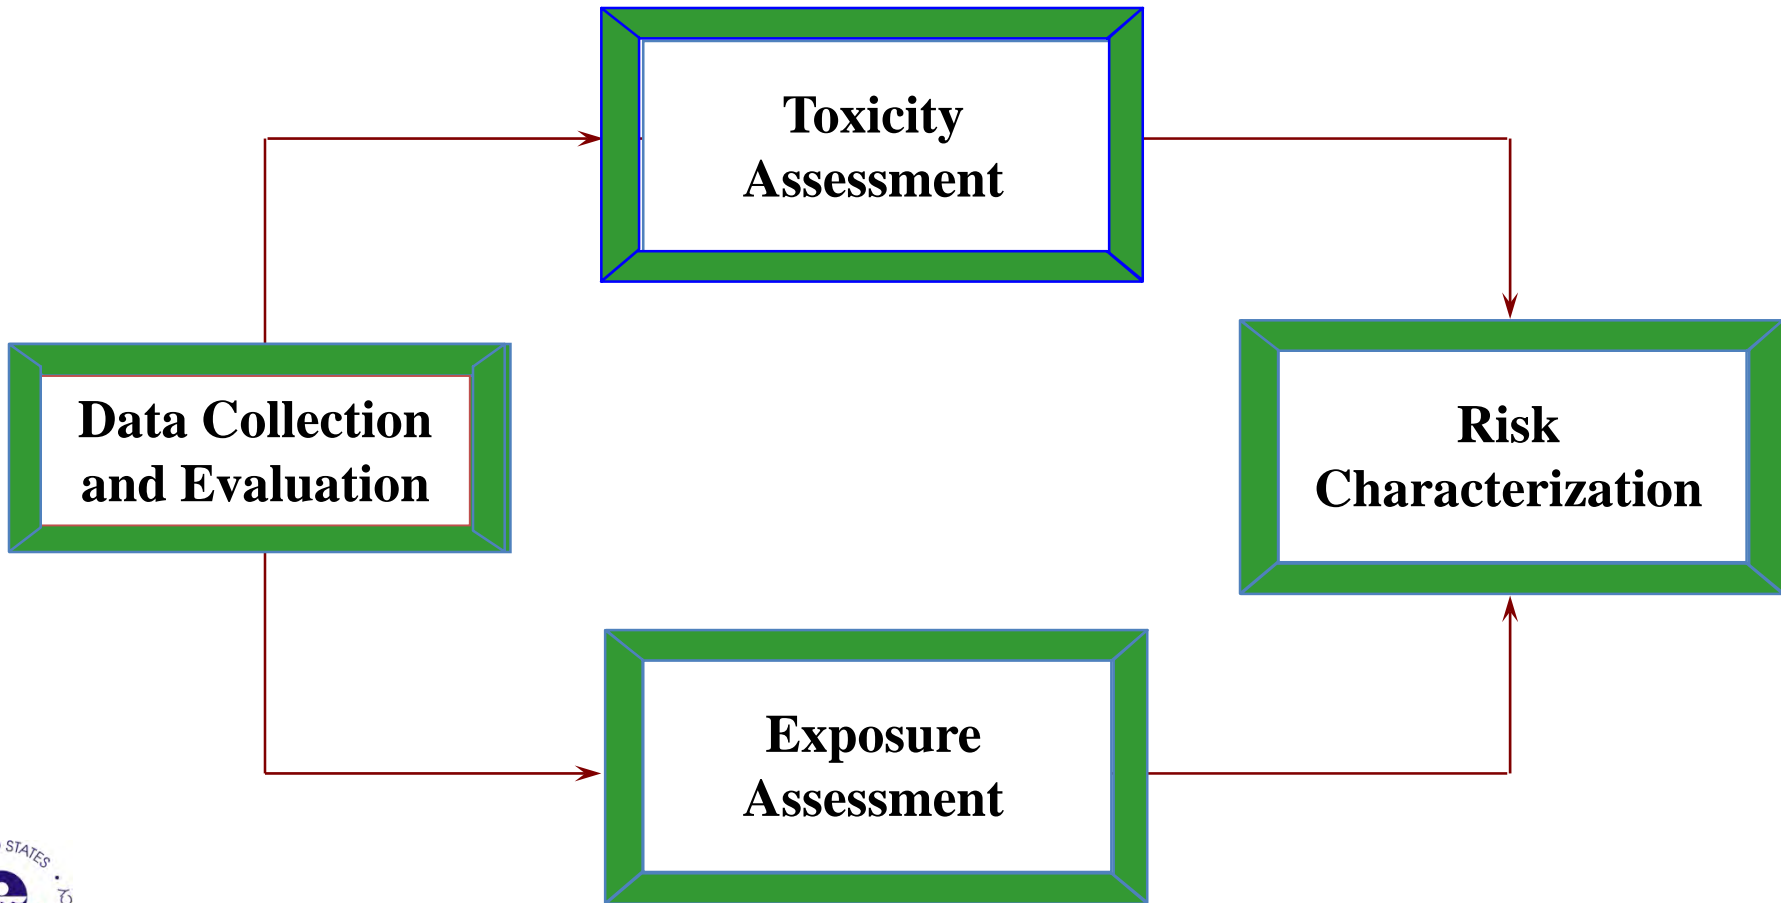 Toxicity
Assessment
Data Collection
and Evaluation
Risk
Characterization
Exposure
Assessment
STATES